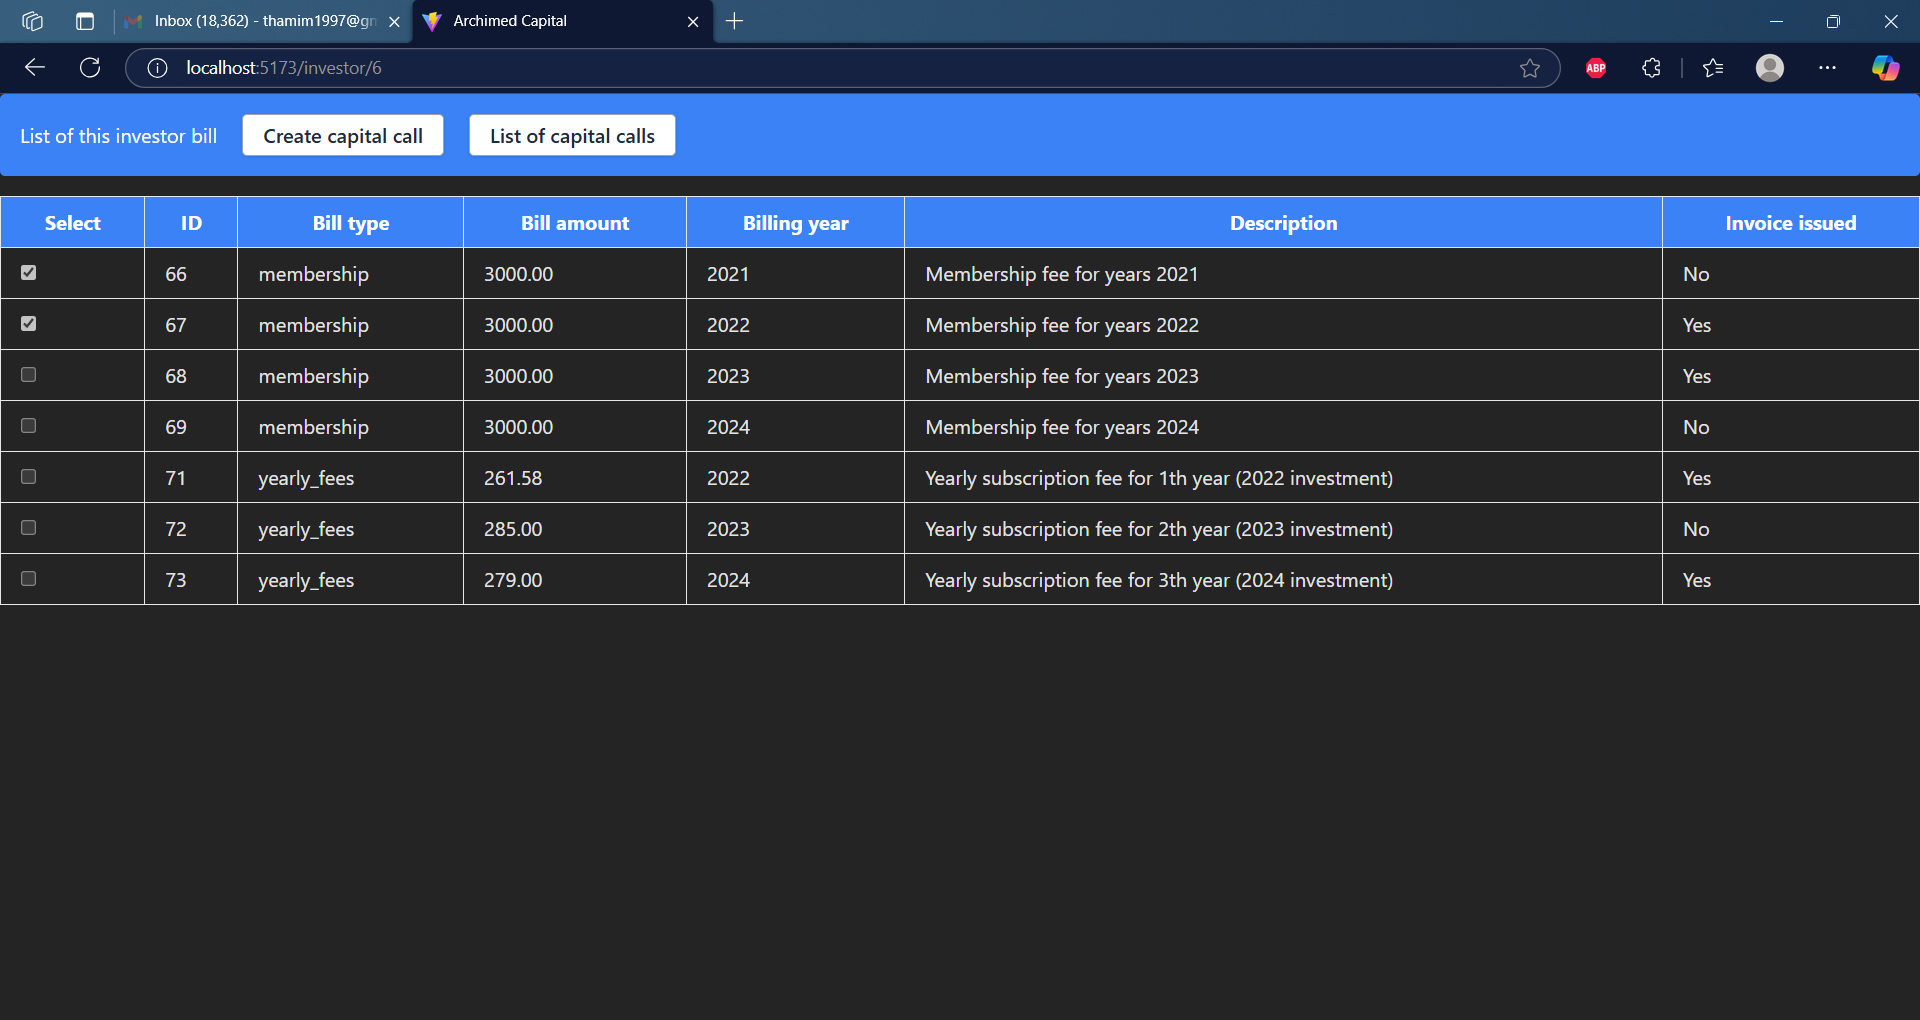 Inbox (18,362) - thamim1997@gm
Archimed Capital
localhost:5173/investor/6
ABP
List of this investor bill Create capital call List of capital calls
Select ID Bill type Bill amount Billing year Description Invoice issued
66 membership 3000.00 2021 Membership fee for years 2021 No
67 membership 3000.00 2022 Membership fee for years 2022 Yes
68 membership 3000.00 2023 Membership fee for years 2023 Yes
69 membership 3000.00 2024 Membership fee for years 2024 No
71 yearly_fees 261.58 2022 Yearly subscription fee for 1th year (2022 investment) Yes
72 yearly_fees 285.00 2023 Yearly subscription fee for 2th year (2023 investment) No
73 yearly_fees 279.00 2024 Yearly subscription fee for 3th year (2024 investment) Yes